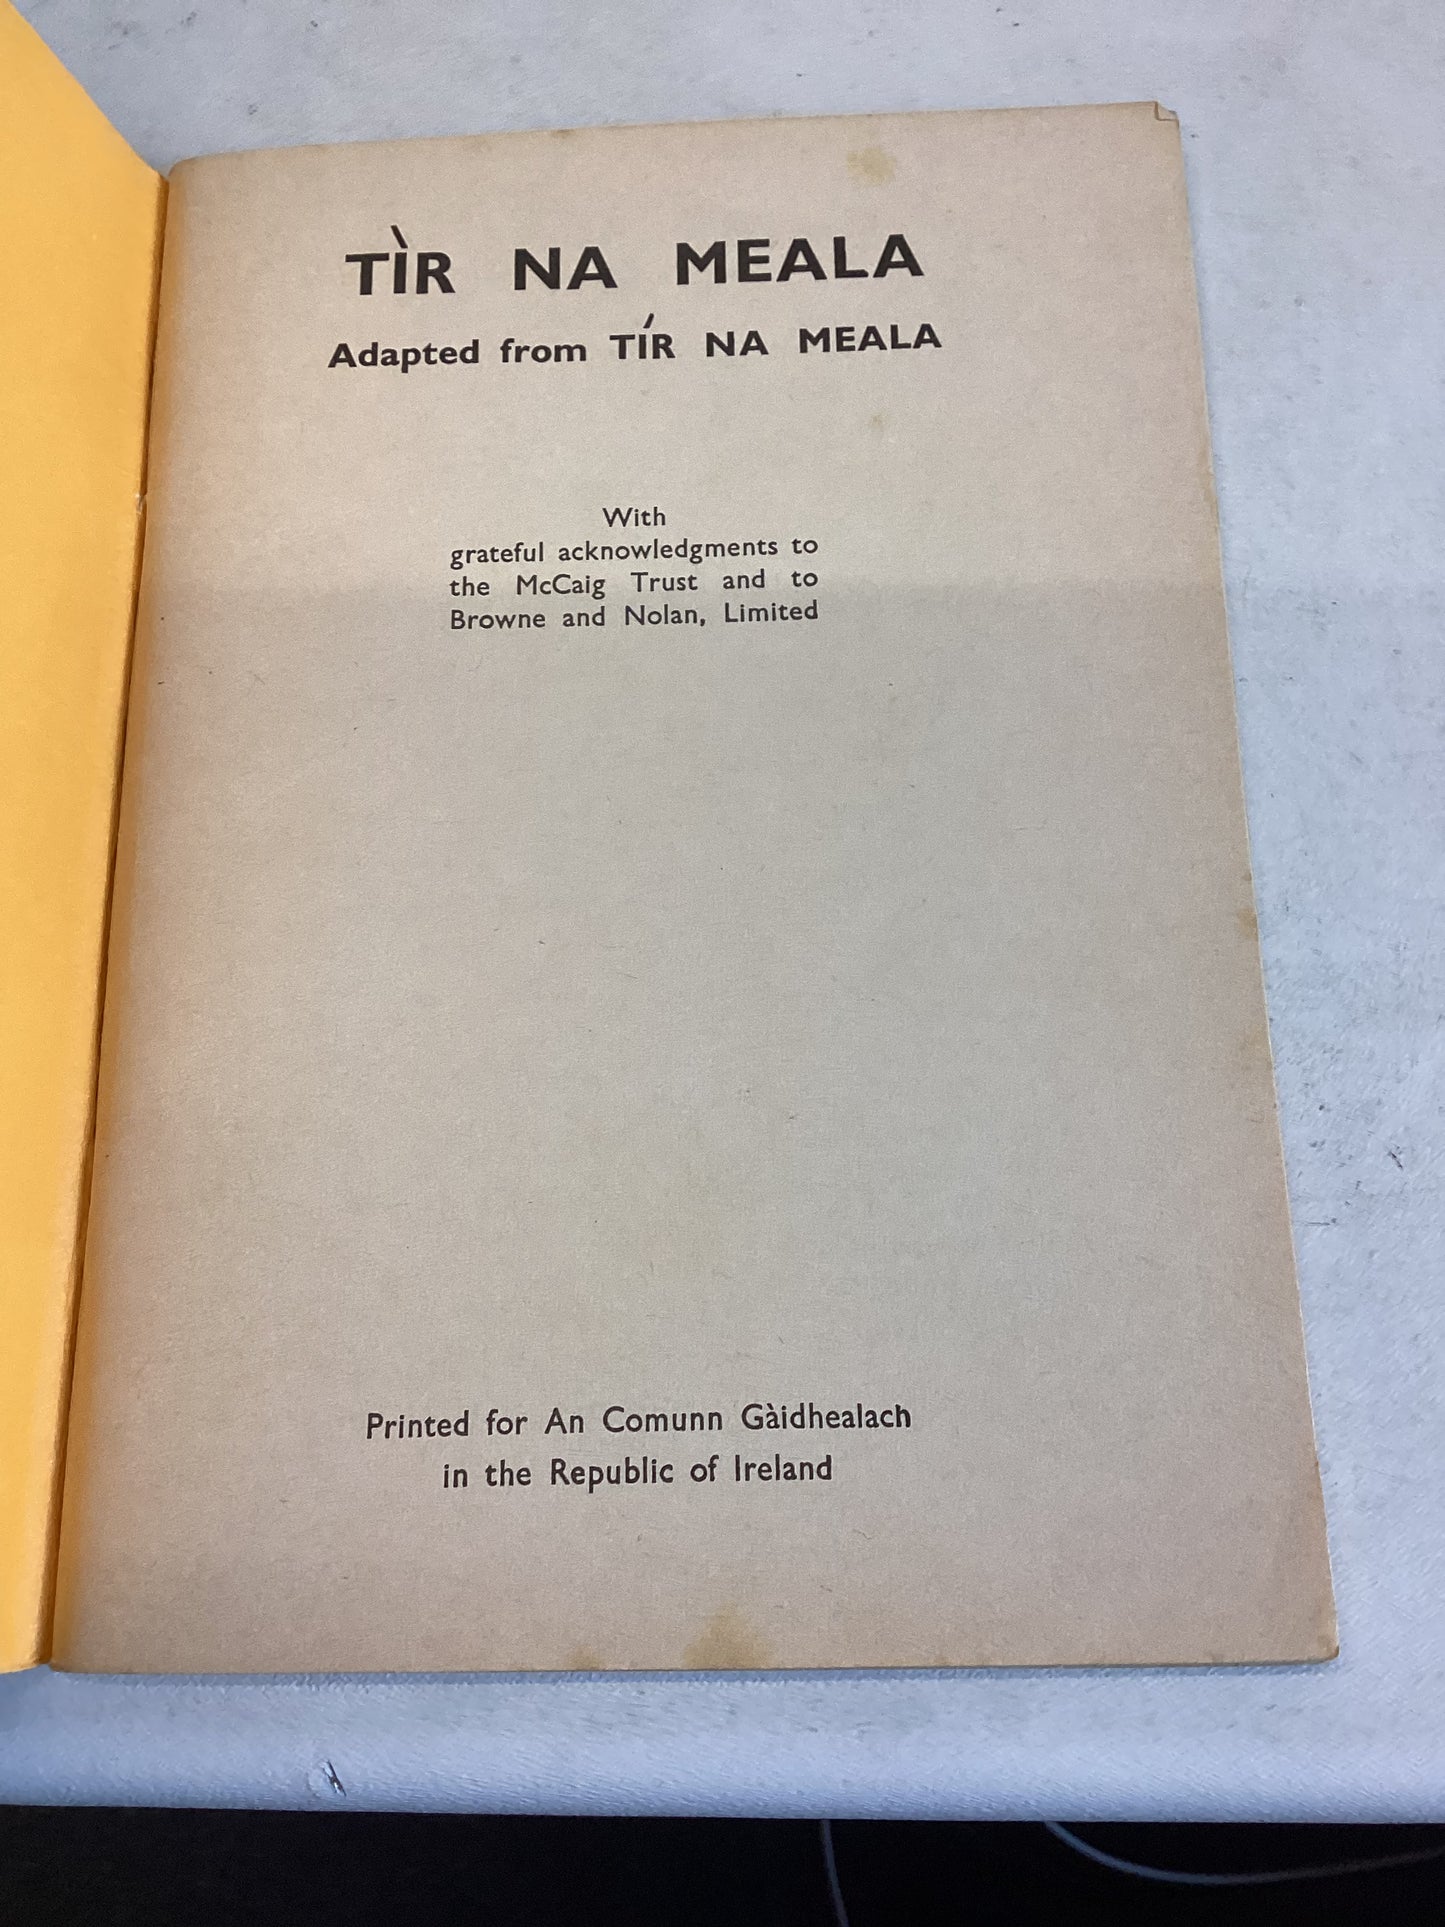 TÌR NA MEALA
Adapted from TÍR NA MEALA
With
grateful acknowledgments to
the McCaig Trust and to
Browne and Nolan, Limited
Printed for An Comunn Gàidhealach
in the Republic of Ireland